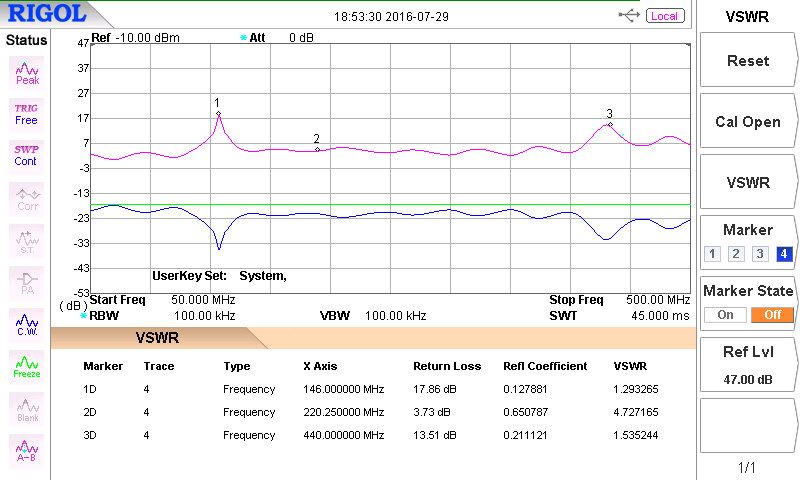 RIGOL 18:53:30 2016-07-29 Local
VSWR
Status
Ref -10.00 dBm * Att 0 dB
Peak
TRIG
Free
SWP
Cont
Corr
S.T.
PA
C.W.
Freeze
Blank
A-B
47
37
27
17
7
-3
-13
-23
-33
-43
-53
( dB )
1
2
3
UserKey Set: System,
Start Freq 50.000 MHz Stop Freq 500.00 MHz
* RBW 100.00 kHz VBW 100.00 kHz SWT 45.000 ms
VSWR
Marker Trace Type X Axis Return Loss Refl Coefficient VSWR
1D 4 Frequency 146.000000 MHz 17.86 dB 0.127881 1.293265
2D 4 Frequency 220.250000 MHz 3.73 dB 0.650787 4.727165
3D 4 Frequency 440.000000 MHz 13.51 dB 0.211121 1.535244
Reset
Cal Open
VSWR
Marker
1 2 3 4
Marker State
On Off
Ref Lvl
47.00 dB
1/1